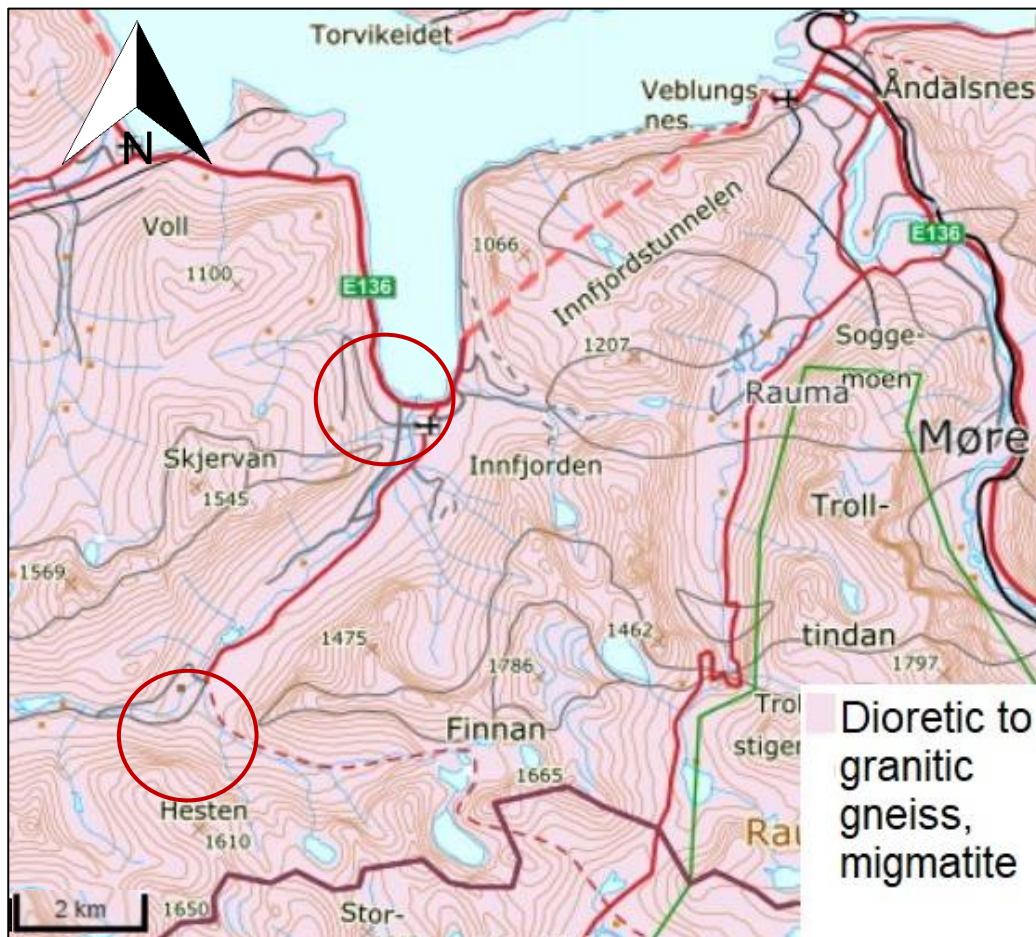 Torvikeidet
Veblungs-
nes
Åndalsnes
N
Voll
1100
E136
1066
Innfjordstunnelen
E136
1207
Sogge-
moen
Rauma
Møre
Skjervan
1545
Innfjorden
Troll-
1569
1475
1786
1462
tindan
1797
Finnan
Trol
stigen
1665
Hesten
1610
Rau
2 km
1650
Stor-
Dioretic to
granitic
gneiss,
migmatite